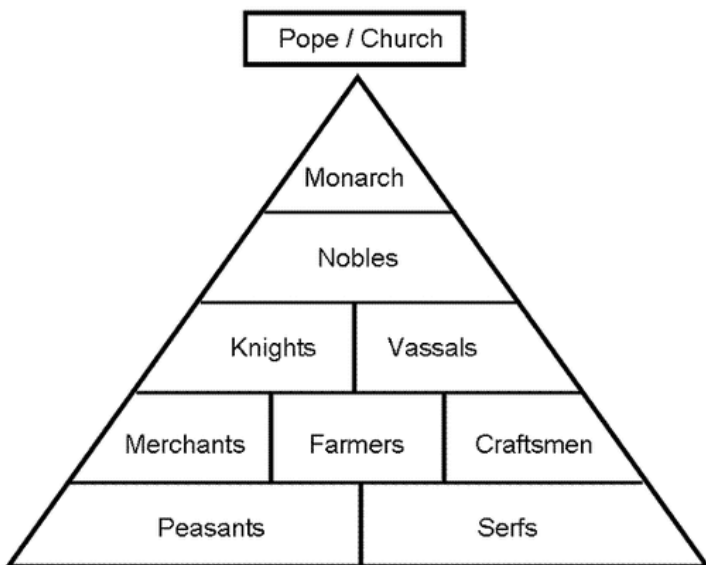 Pope / Church
Monarch
Nobles
Knights Vassals
Merchants Farmers Craftsmen
Peasants Serfs